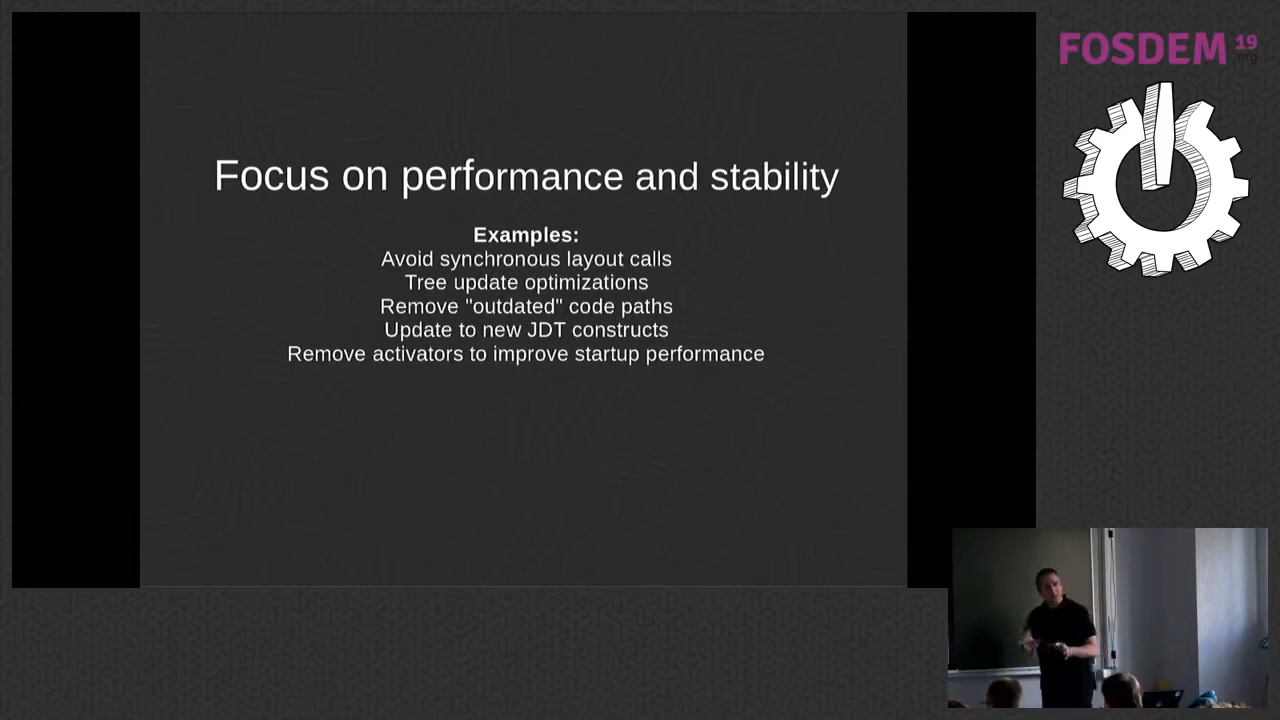 Focus on performance and stability
Examples:
Avoid synchronous layout calls
Tree update optimizations
Remove "outdated" code paths
Update to new JDT constructs
Remove activators to improve startup performance
FOSDEM 19
.org